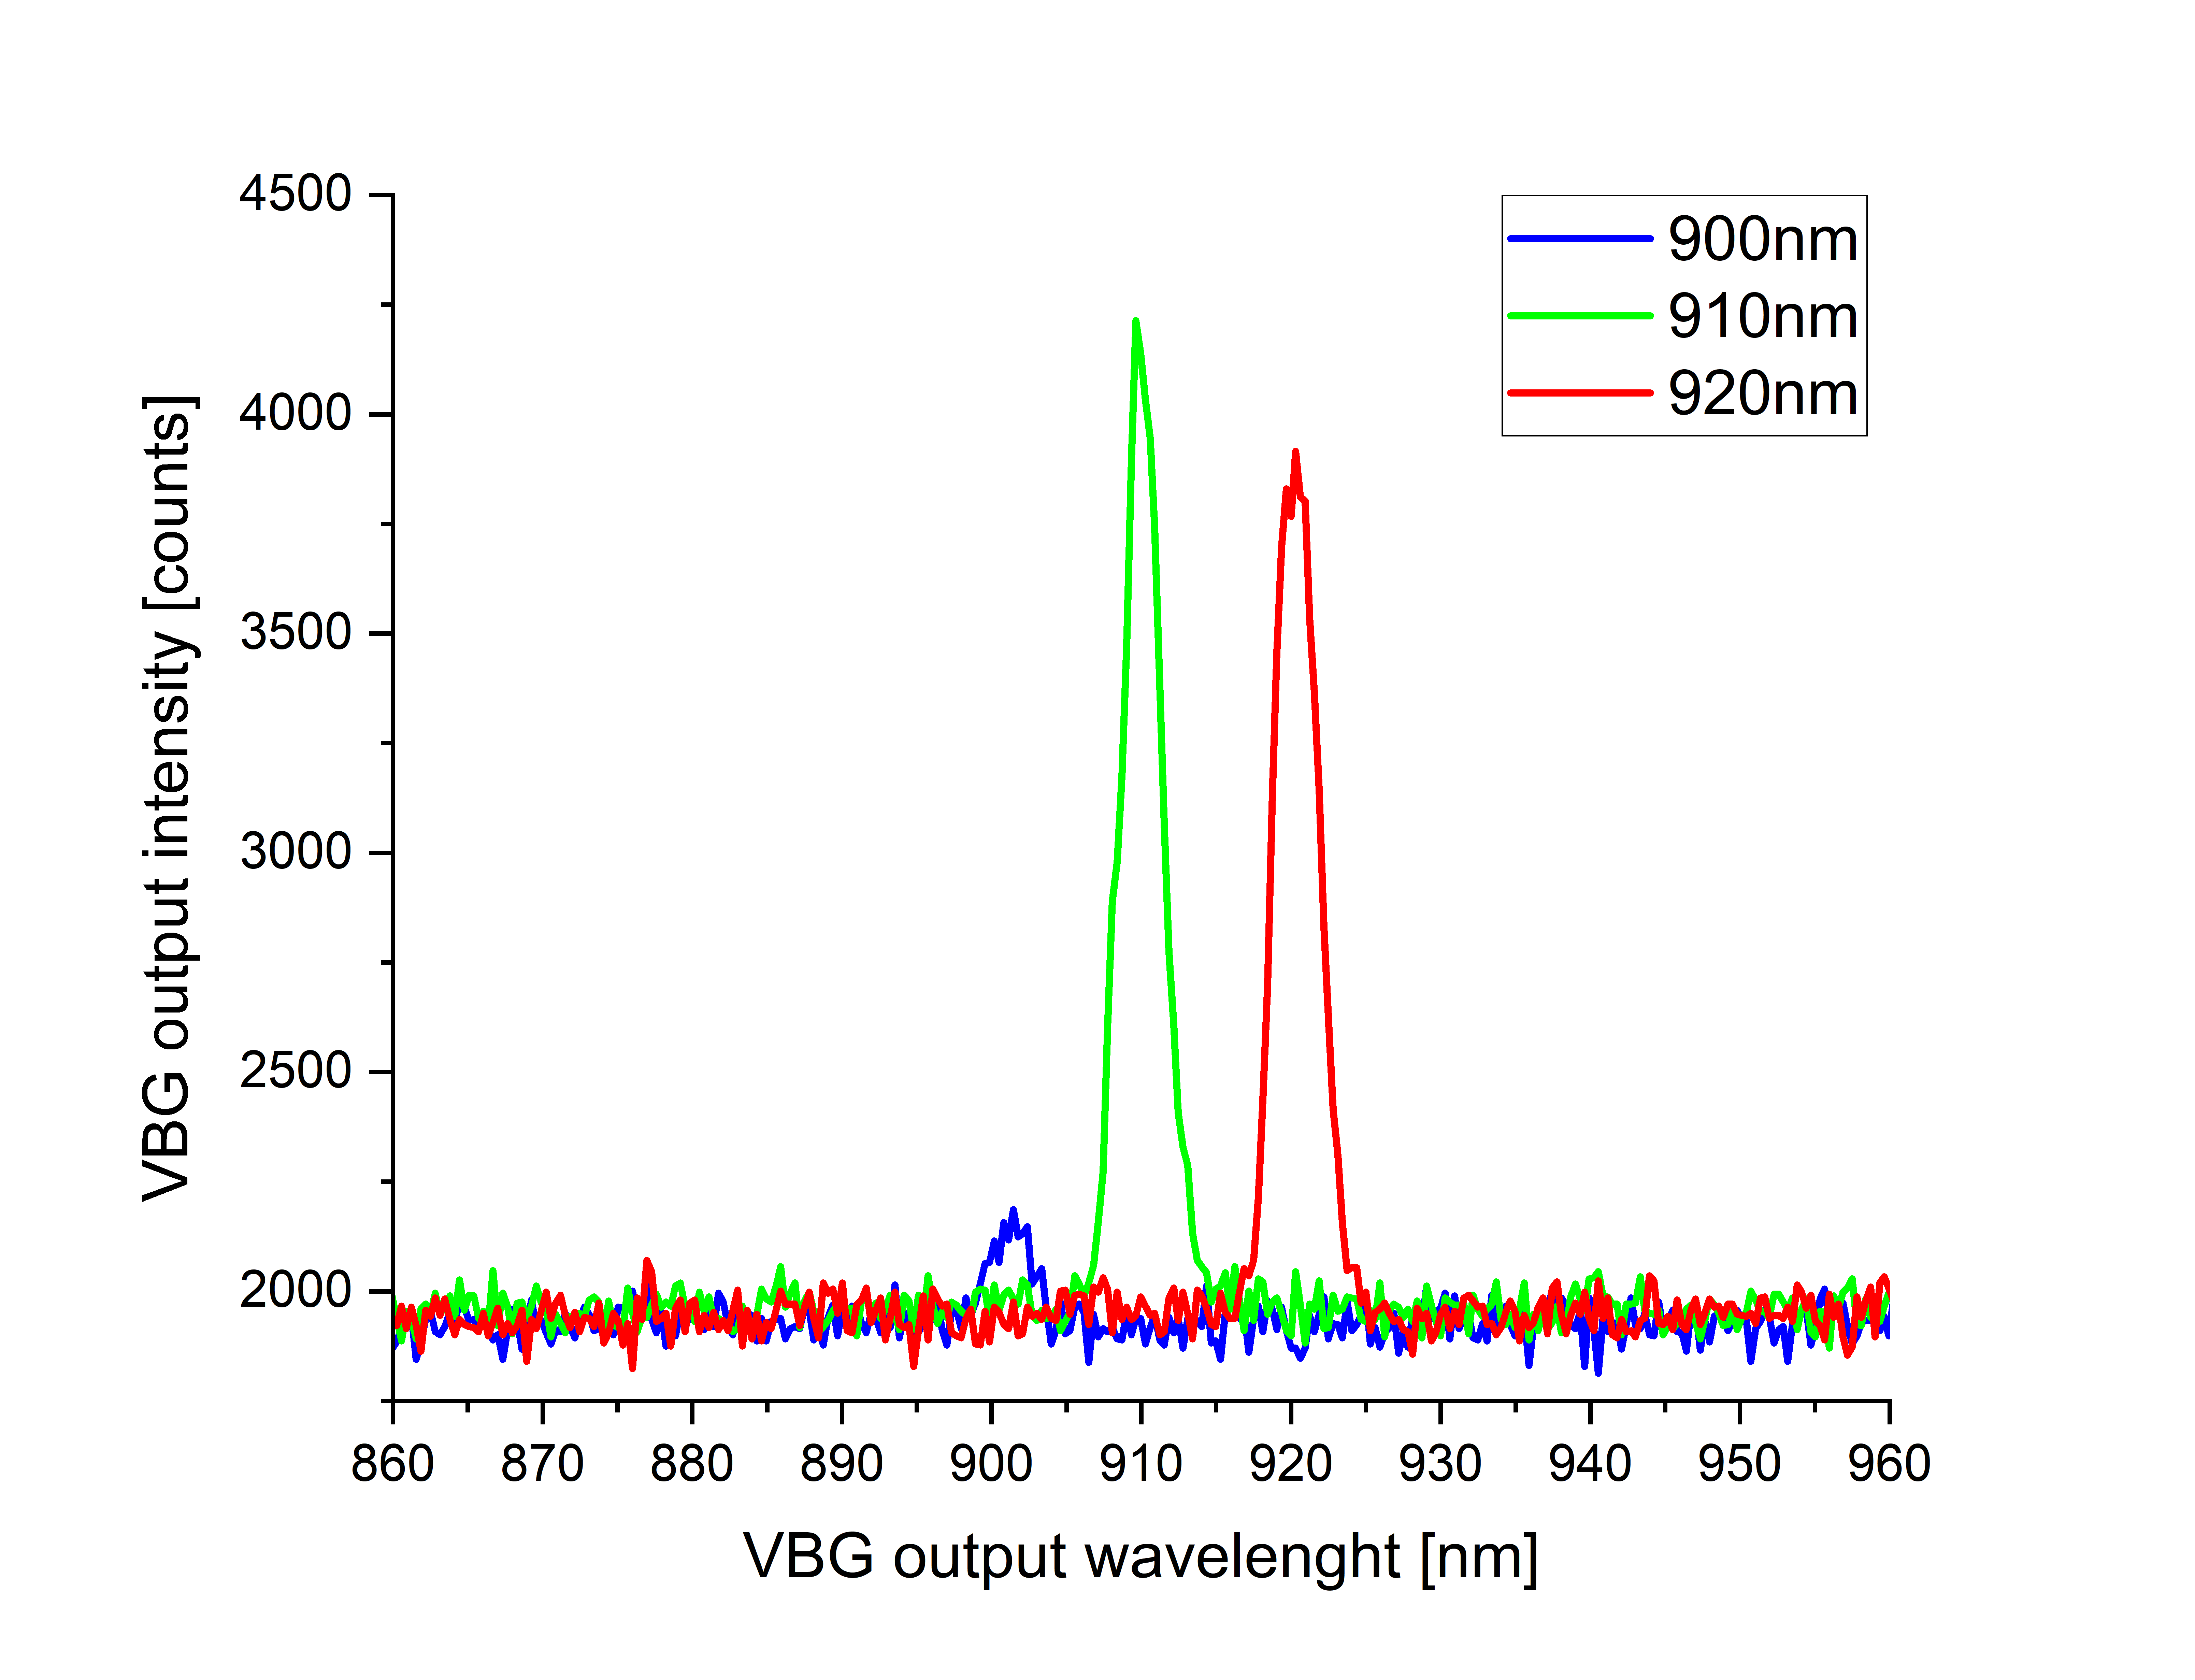 4500
4000
3500
3000
2500
2000
VBG output intensity [counts]
900nm
910nm
920nm
860 870 880 890 900 910 920 930 940 950 960
VBG output wavelenght [nm]